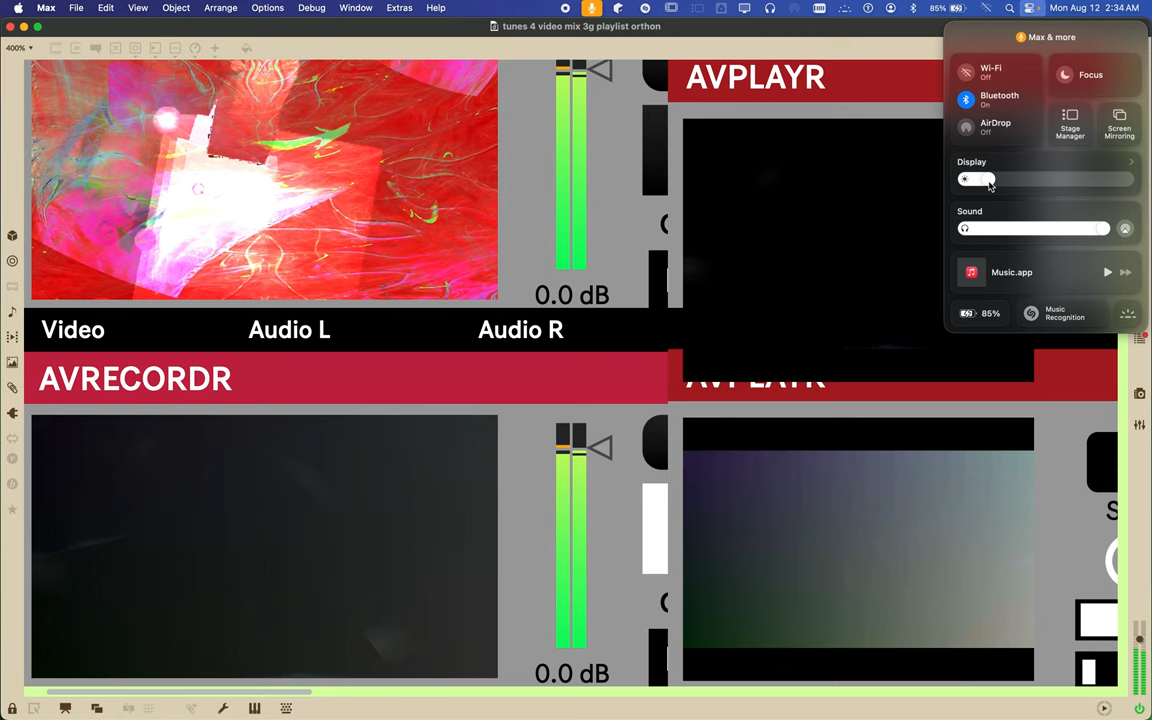 Max File Edit View Object Arrange Options Debug Window Extras Help
85% Mon Aug 12 2:34 AM
tunes 4 video mix 3g playlist orthon
400%
Max & more
Wi-Fi
Off
Bluetooth
On
AirDrop
Off
Focus
Stage
Manager
Screen
Mirroring
Display
Sound
Music.app
85%
Music
Recognition
AVPLAYR
0.0 dB
Video Audio L Audio R
AVRECORDR
AVPLAYR
S
0.0 dB